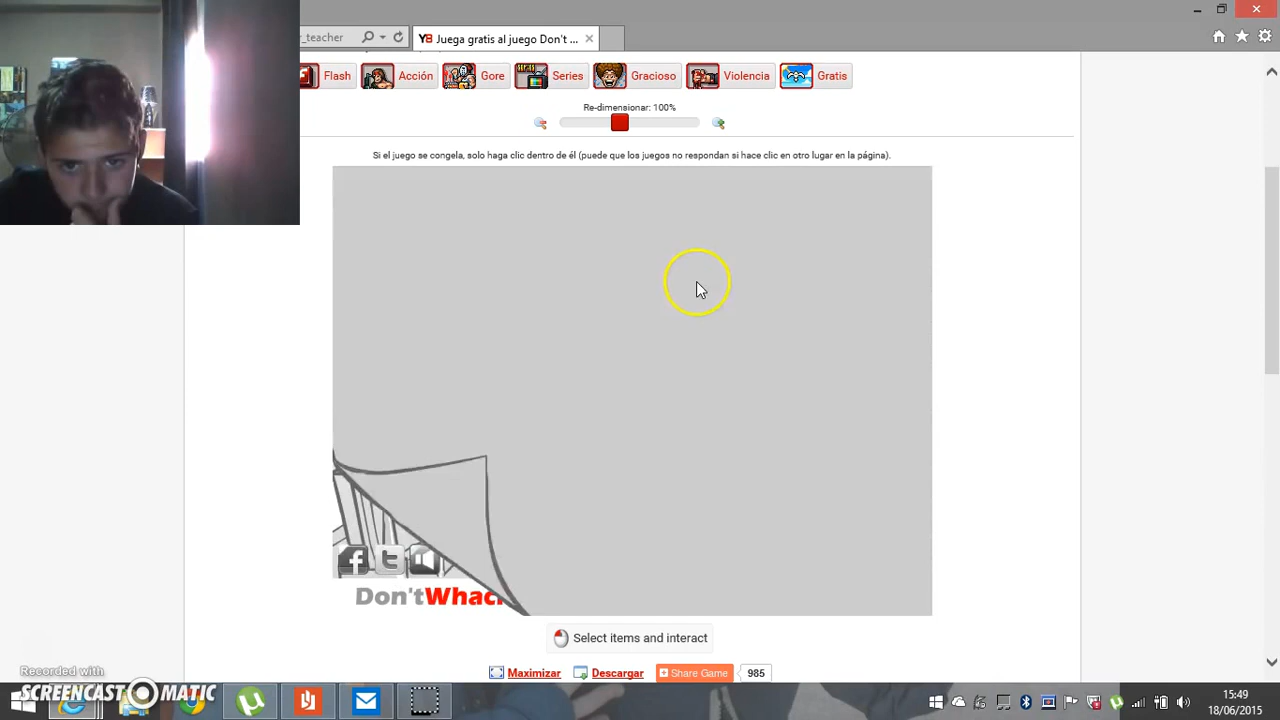 r_teacher
Y8 Juega gratis al juego Don't ...
Flash
Acción
Gore
Series
Gracioso
Violencia
Gratis
Re-dimensionar: 100%
Si el juego se congela, solo haga clic dentro de él (puede que los juegos no respondan si hace clic en otro lugar en la página).
Don'tWhac
Select items and interact
Maximizar
Descargar
Share Game
985
Recorded with
SCREENCAST MATIC
15:49
18/06/2015